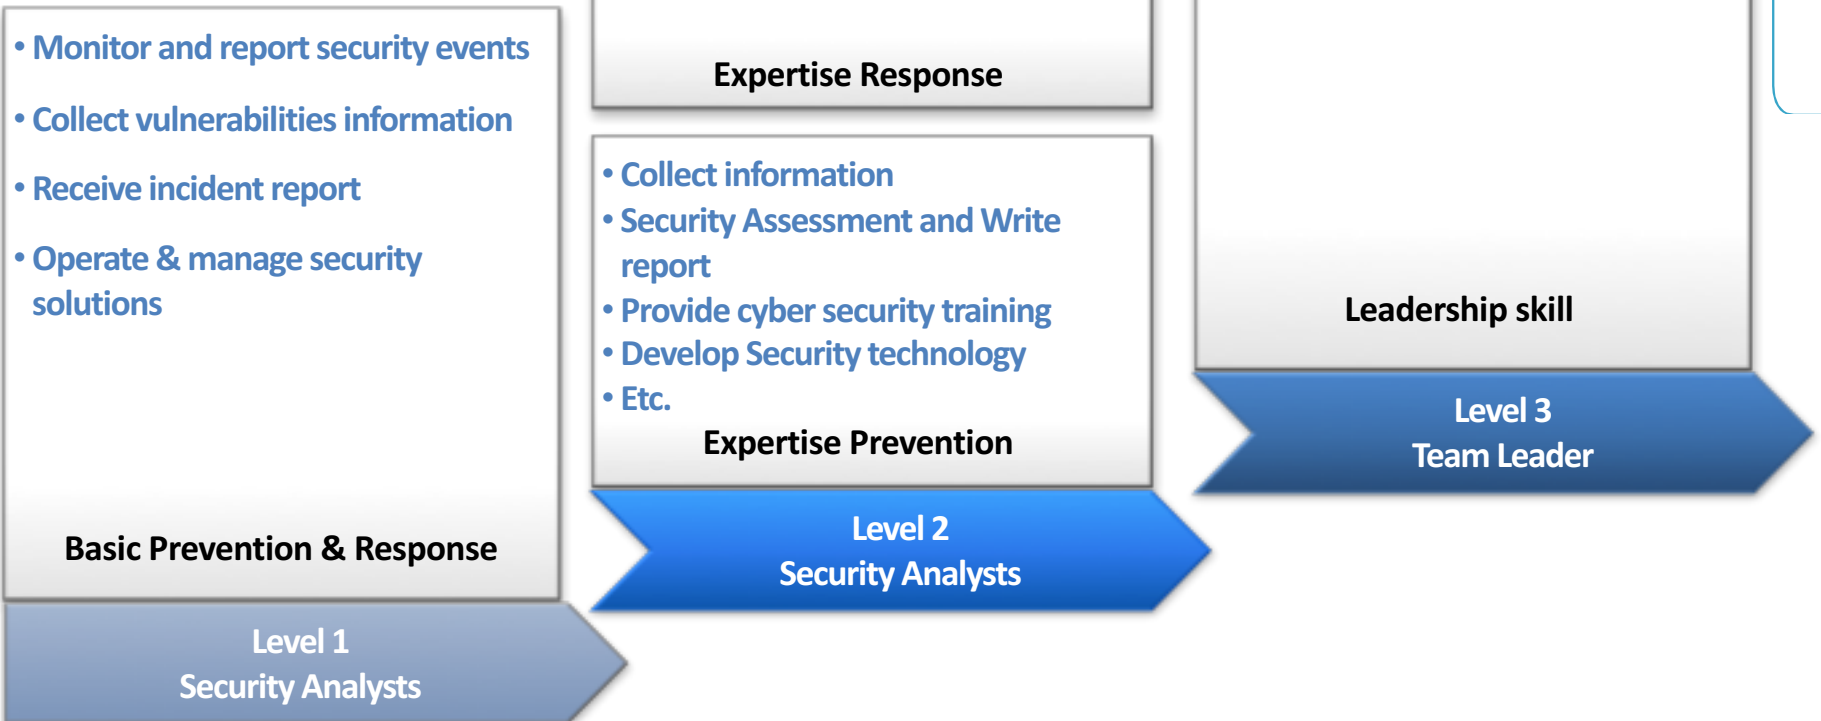 • Monitor and report security events
• Collect vulnerabilities information
• Receive incident report
• Operate & manage security
solutions
Basic Prevention & Response
Level 1
Security Analysts
Expertise Response
• Collect information
• Security Assessment and Write
report
• Provide cyber security training
• Develop Security technology
• Etc.
Expertise Prevention
Level 2
Security Analysts
Leadership skill
Level 3
Team Leader